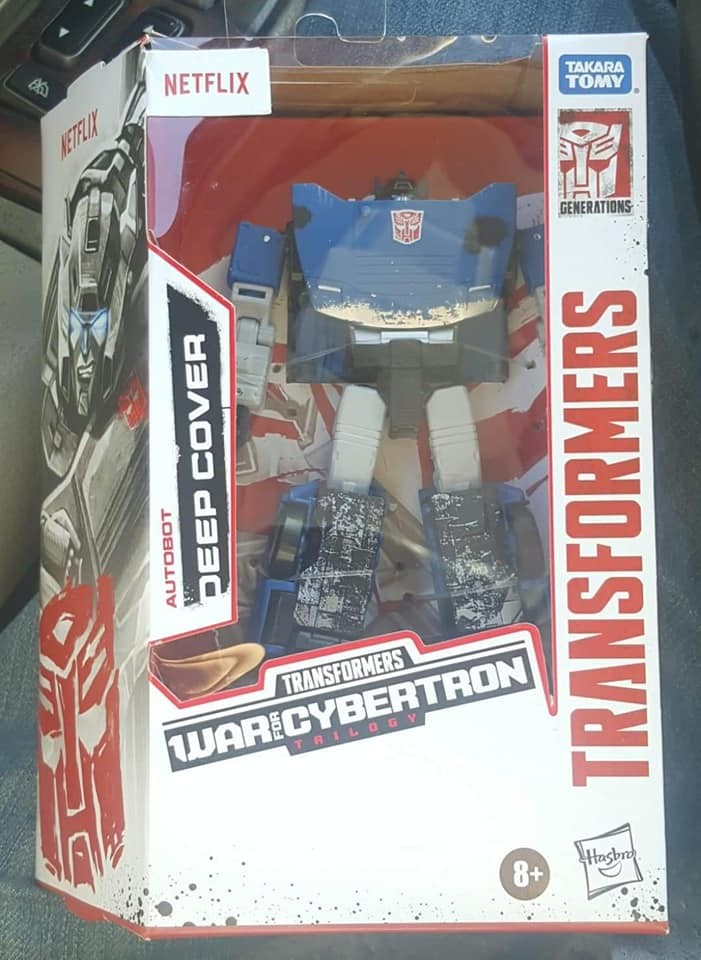 NETFLIX
NETFLIX
TAKARA
TOMY
GENERATIONS
TRANSFORMERS
AUTOBOT
DEEP COVER
TRANSFORMERS
WAR FOR CYBERTRON
TRILOGY
8+
Hasbro